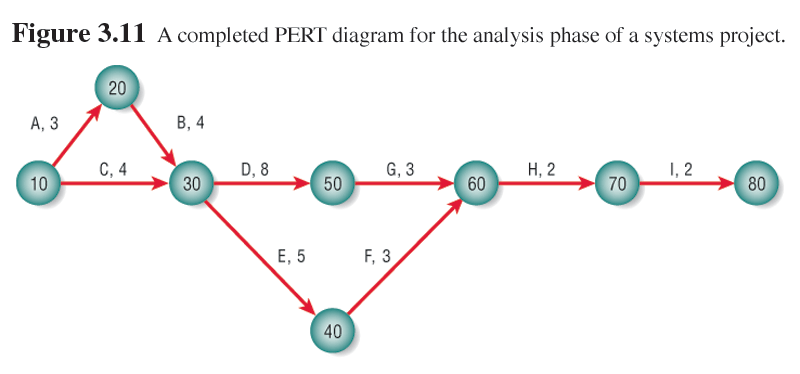 Figure 3.11 A completed PERT diagram for the analysis phase of a systems project.
20
A, 3
B, 4
C, 4
D, 8
G, 3
H, 2
I, 2
10
30
50
60
70
80
E, 5
F, 3
40